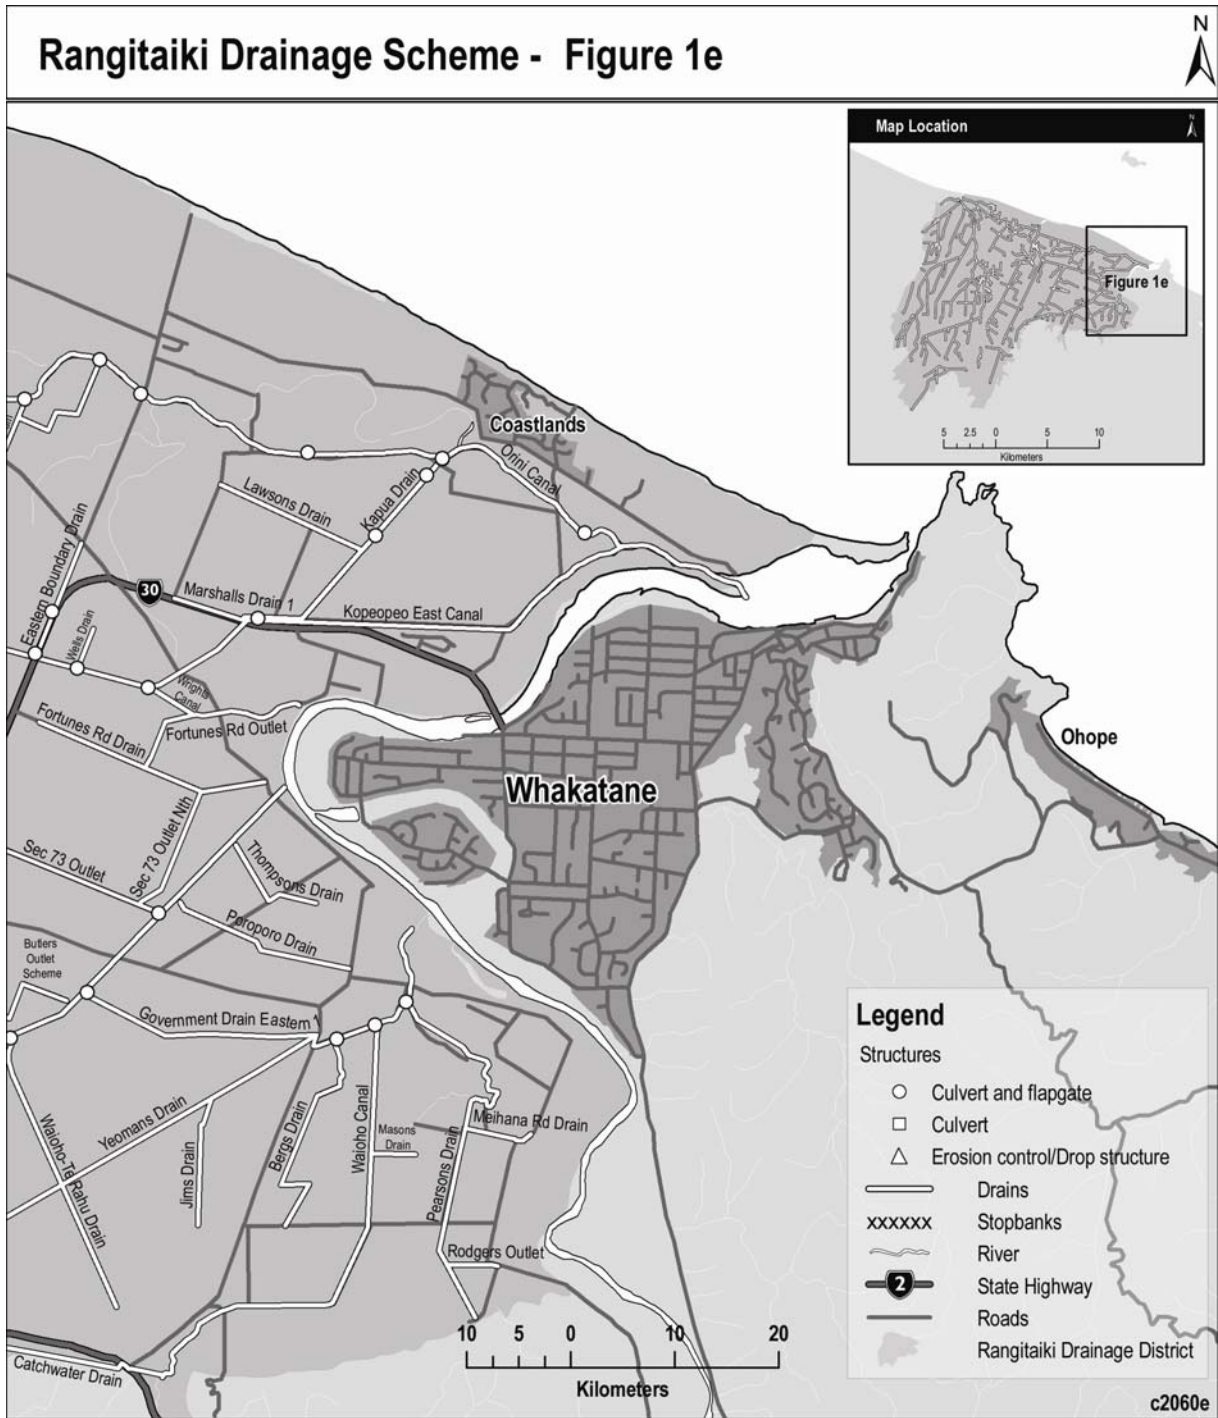 Rangitaiki Drainage Scheme - Figure 1e
N
Map Location
N
Figure 1e
5 2.5 0 5 10
Kilometers
Coastlands
Orini Canal
Kapua Drain
Lawsons Drain
Eastern Boundary Drain
30
Marshalls Drain 1
Kopeopeo East Canal
Wells Drain
Wrights
Canal
Fortunes Rd Drain
Fortunes Rd Outlet
Ohope
Whakatane
Sec 73 Outlet Nth
Sec 73 Outlet
Thompsons Drain
Poroporo Drain
Butlers
Outlet
Scheme
Government Drain Eastern 1
Yeomans Drain
Waioho-Te Rahu Drain
Jims Drain
Bergs Drain
Waioho Canal
Masons
Drain
Pearsons Drain
Meihana Rd Drain
Rodgers Outlet
Catchwater Drain
10 5 0 10 20
Kilometers
Legend
Structures
Culvert and flapgate
Culvert
Erosion control/Drop structure
Drains
xxxxxx Stopbanks
River
2 State Highway
Roads
Rangitaiki Drainage District
c2060e